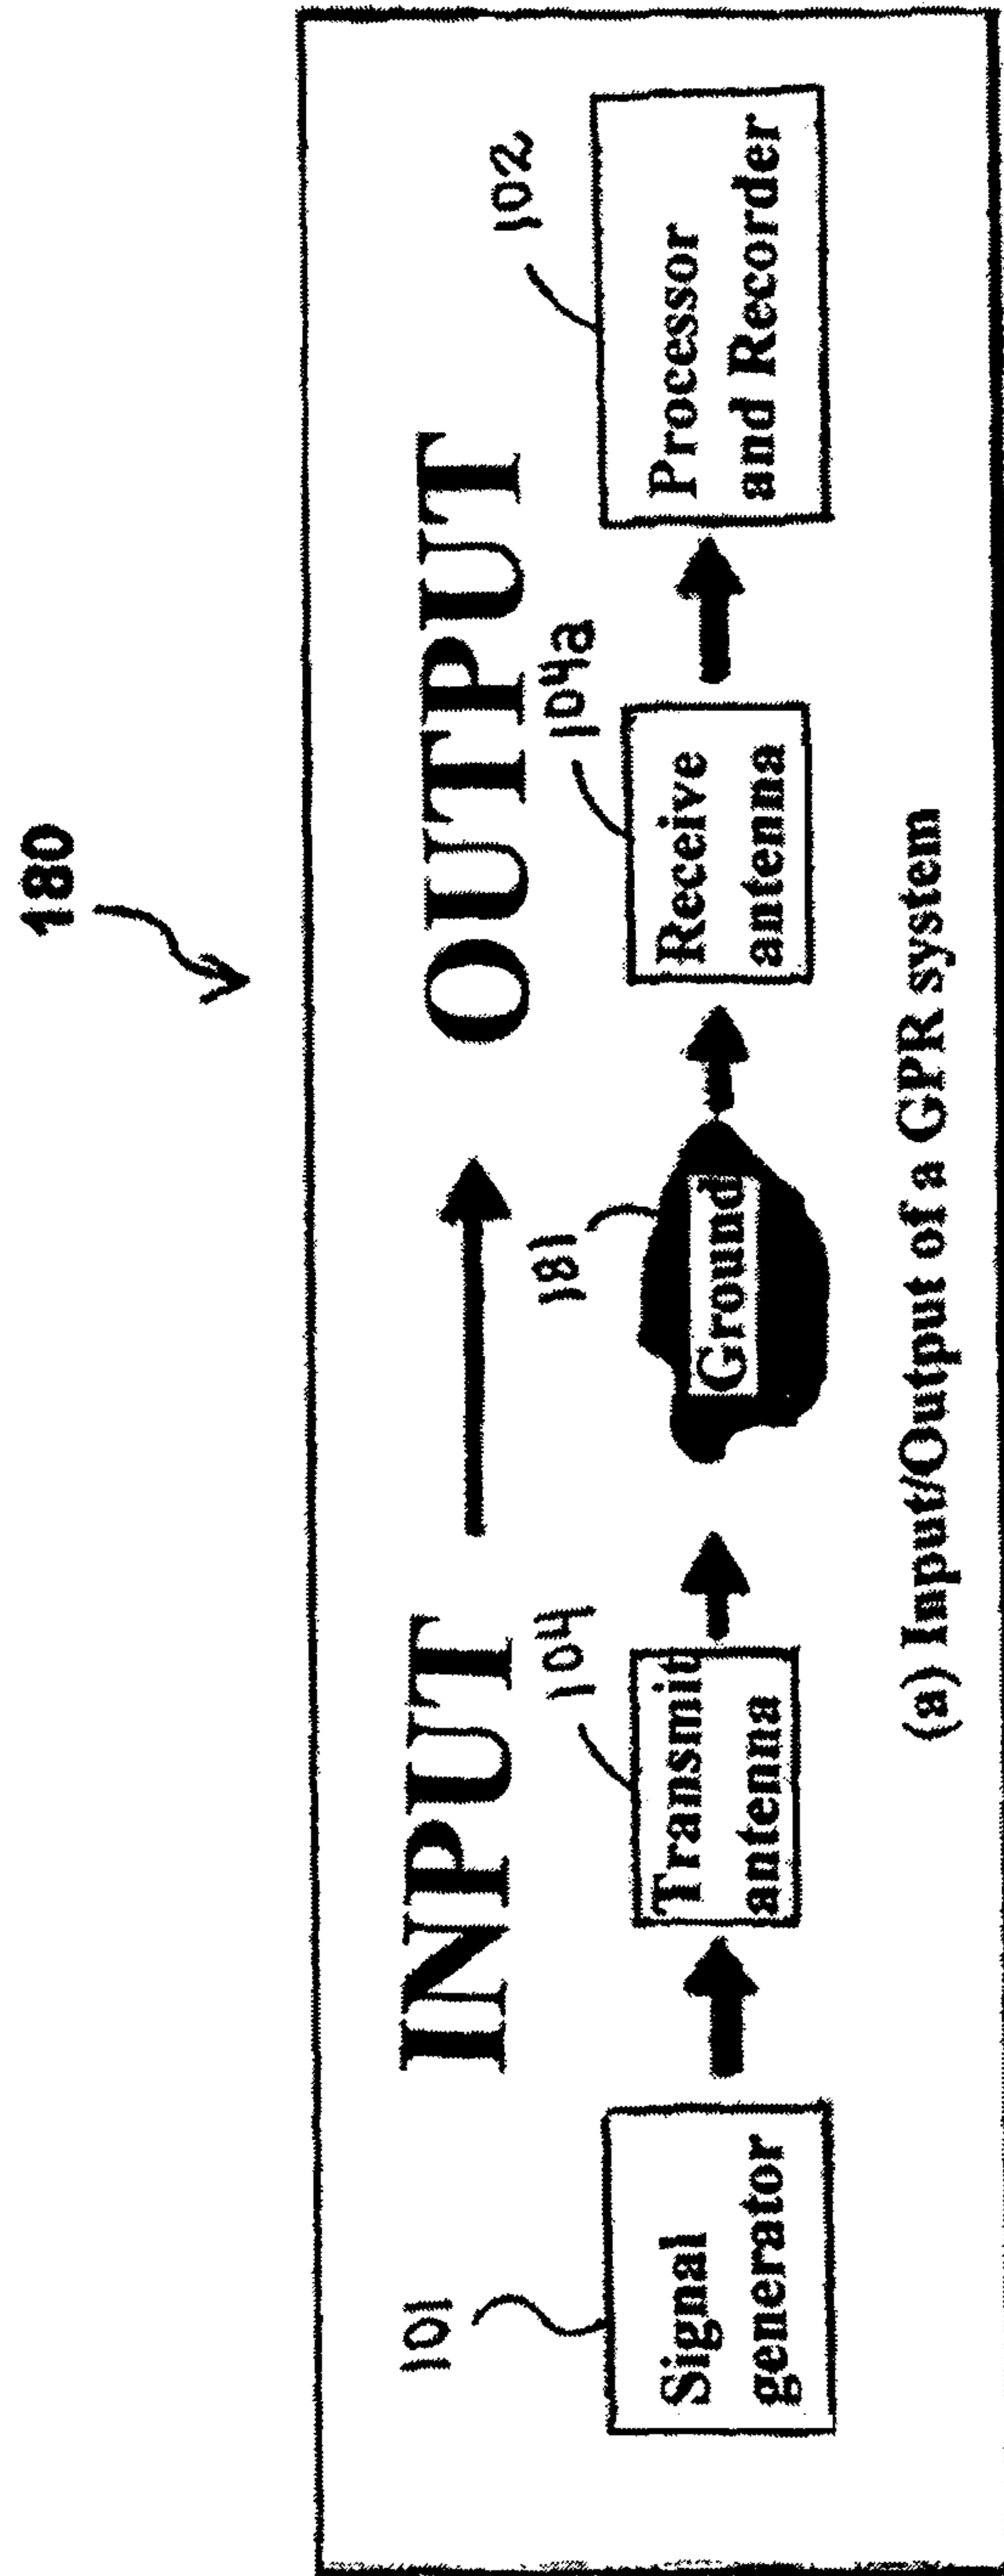 180
INPUT OUTPUT
101
104
181
104a
102
Signal
generator
Transmit
antenna
Ground
Receive
antenna
Processor
and Recorder
(a) Input/Output of a GPR system